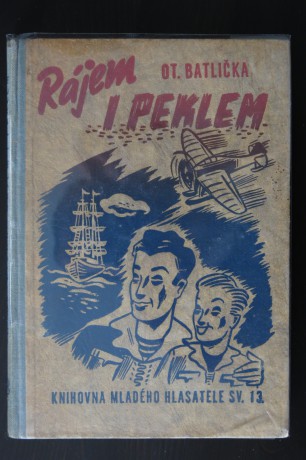 Rájem
OT. BATLIČKA
I PEKLEM
KNIHOVNA MLADÉHO HLASATELE SV. 13.